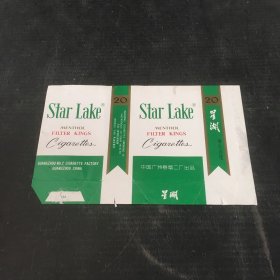 Star Lake®
MENTHOL
FILTER KINGS
Cigarettes
GUANGZHOU NO.2 CIGARETTE FACTORY
GUANGZHOU CHINA
20
Star Lake®
MENTHOL
FILTER KINGS
Cigarettes
中国广州卷烟二厂出品
星湖
20
星湖